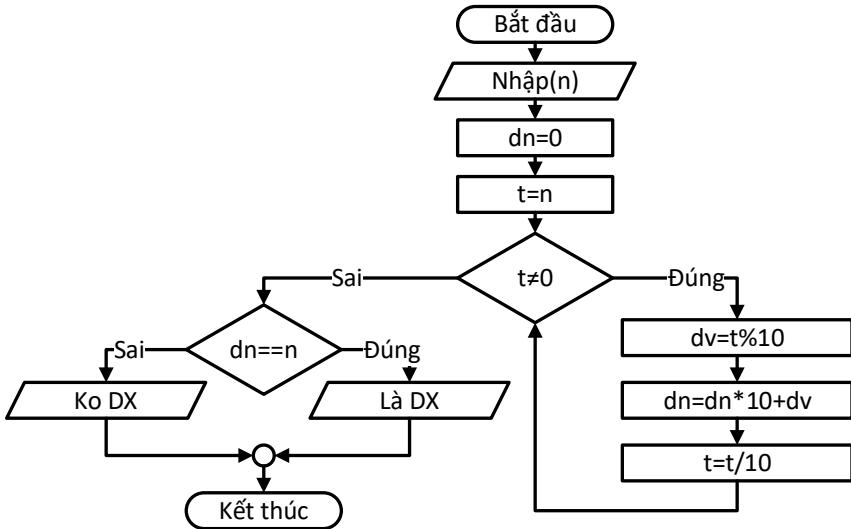 Bắt đầu
Nhập(n)
dn=0
t=n
t≠0
Sai
Đúng
dv=t%10
dn=dn*10+dv
t=t/10
dn==n
Sai
Đúng
Ko DX
Là DX
Kết thúc